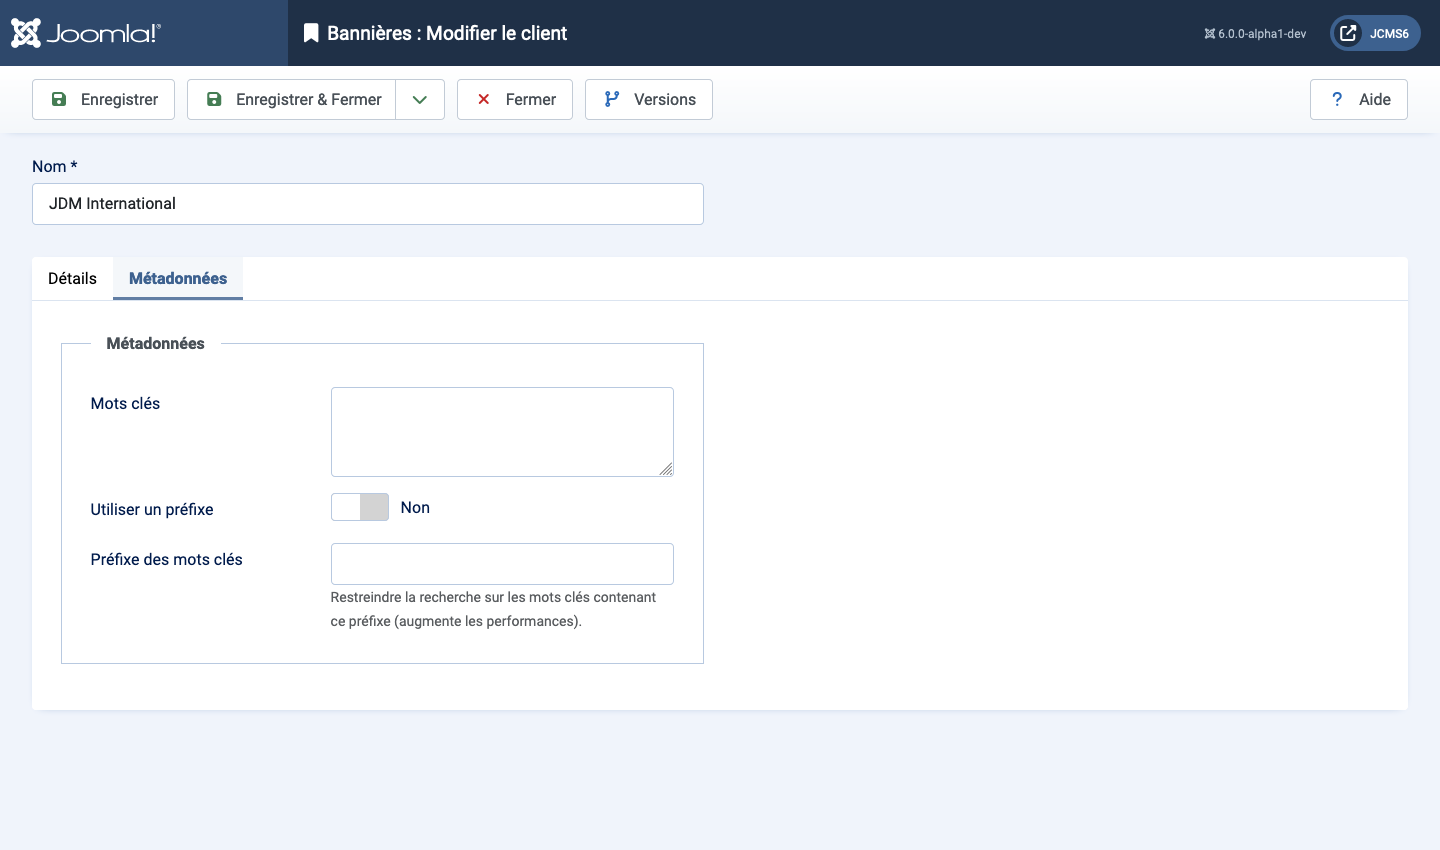 Joomla!®
Bannières : Modifier le client
6.0.0-alpha1-dev
JCMS6
Enregistrer
Enregistrer & Fermer
Fermer
Versions
? Aide
Nom *
JDM International
Détails
Métadonnées
Métadonnées
Mots clés
Utiliser un préfixe
Non
Préfixe des mots clés
Restreindre la recherche sur les mots clés contenant
ce préfixe (augmente les performances).